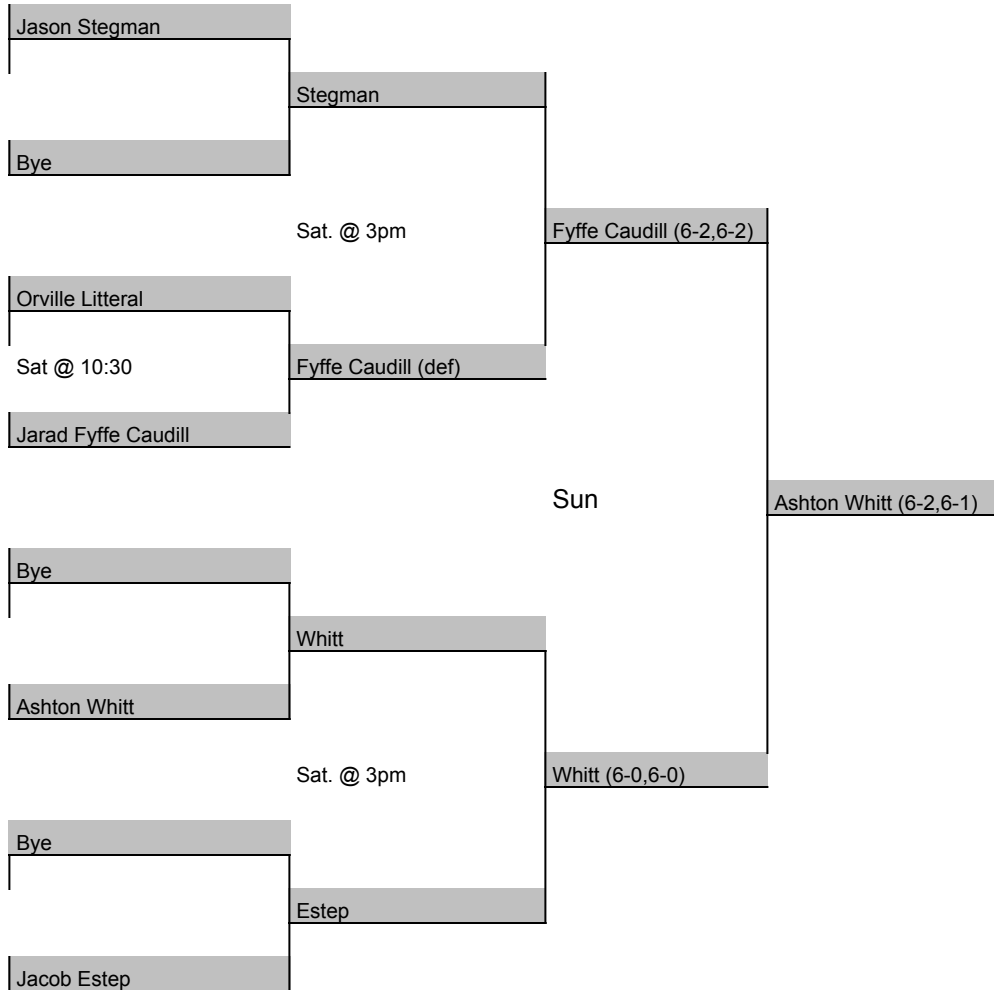 Jason Stegman
Stegman
Bye
Sat. @ 3pm
Fyffe Caudill (6-2,6-2)
Orville Litteral
Sat @ 10:30
Fyffe Caudill (def)
Jarad Fyffe Caudill
Sun
Ashton Whitt (6-2,6-1)
Bye
Whitt
Ashton Whitt
Sat. @ 3pm
Whitt (6-0,6-0)
Bye
Estep
Jacob Estep